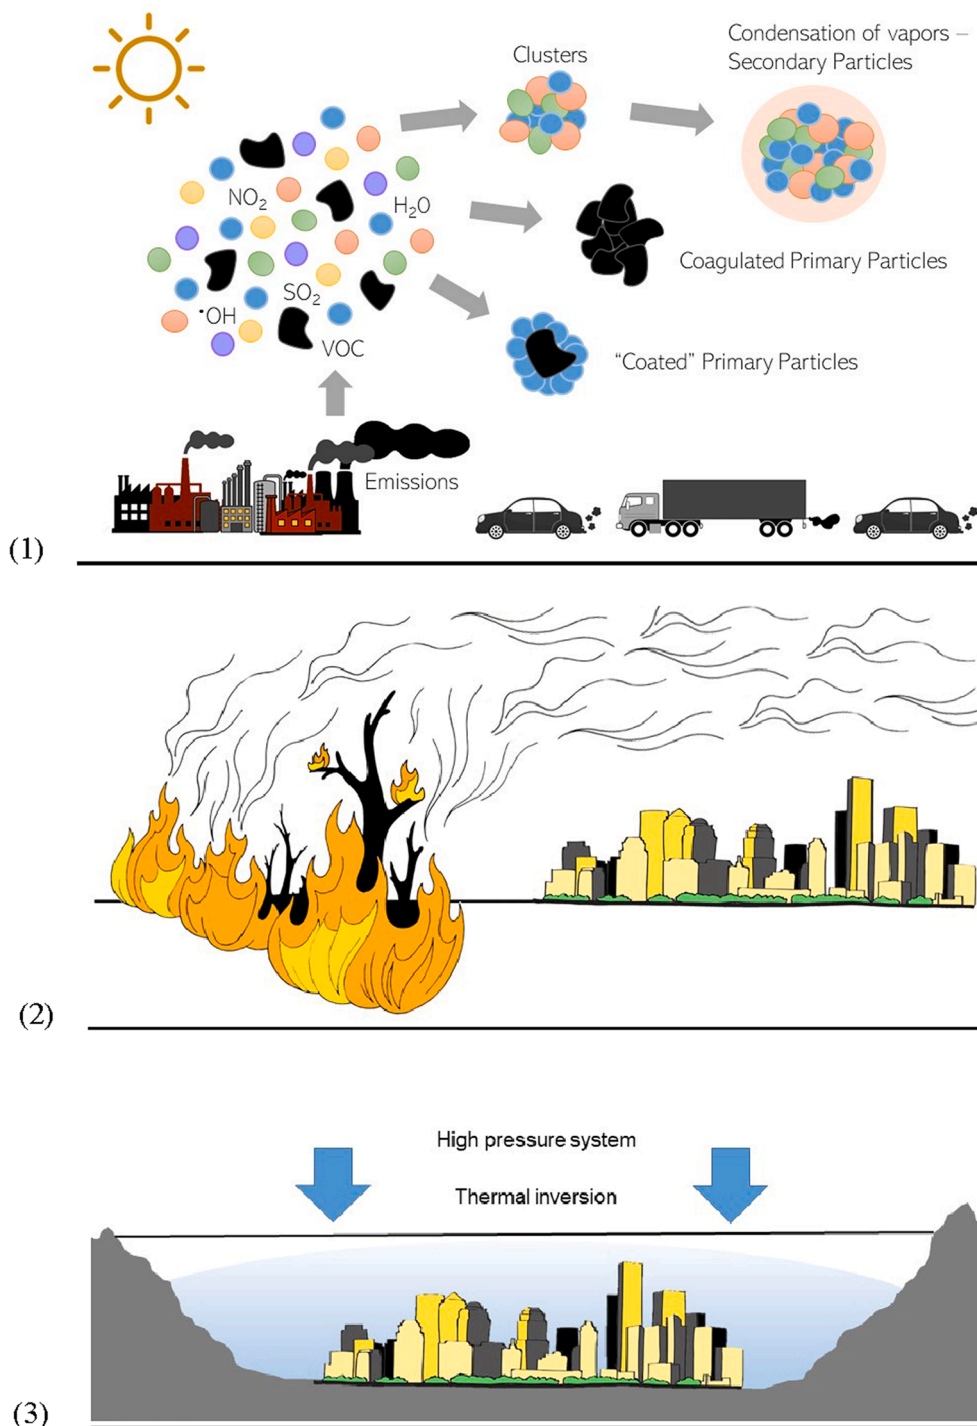 Condensation of vapors –
Secondary Particles
Clusters
NO₂
H₂O
Coagulated Primary Particles
SO₂
•OH
VOC
“Coated” Primary Particles
Emissions
(1)
(2)
High pressure system
Thermal inversion
(3)